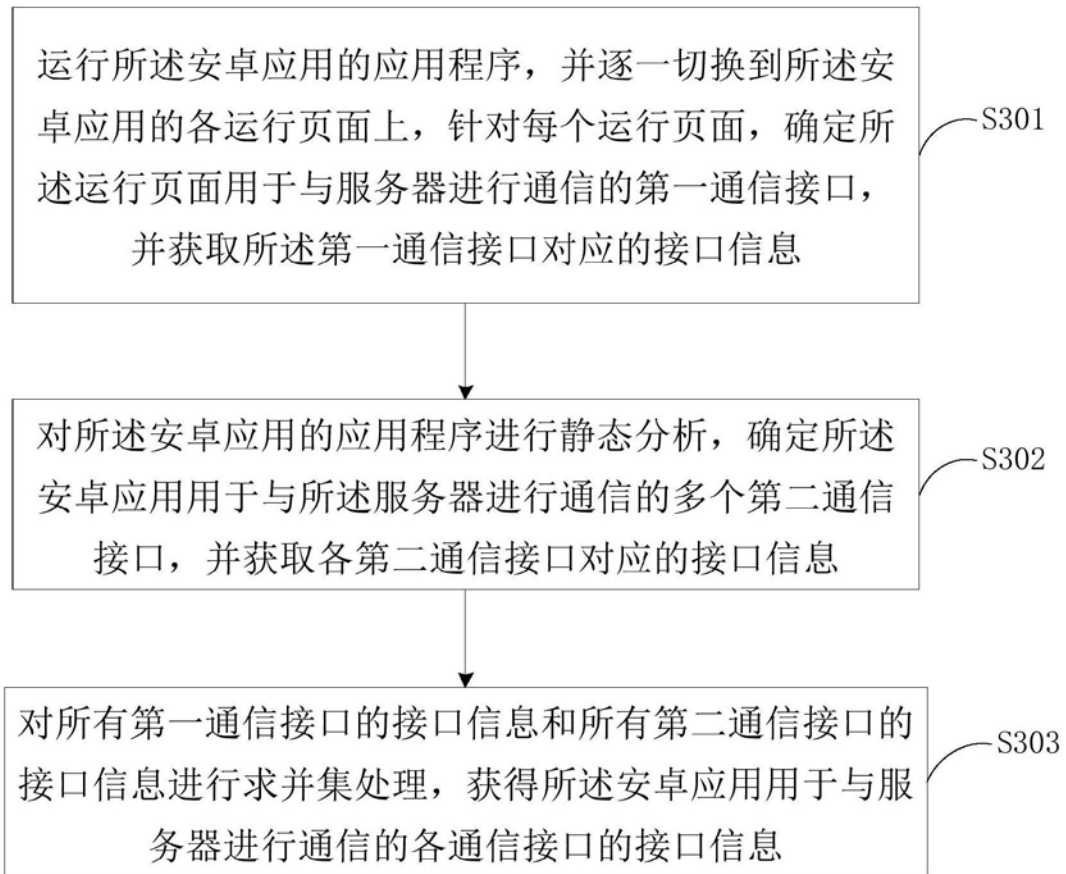 运行所述安卓应用的应用程序，并逐一切换到所述安
卓应用的各运行页面上，针对每个运行页面，确定所
述运行页面用于与服务器进行通信的第一通信接口，
并获取所述第一通信接口对应的接口信息
S301
对所述安卓应用的应用程序进行静态分析，确定所述
安卓应用用于与所述服务器进行通信的多个第二通信
接口，并获取各第二通信接口对应的接口信息
S302
对所有第一通信接口的接口信息和所有第二通信接口的
接口信息进行求并集处理，获得所述安卓应用用于与服
务器进行通信的各通信接口的接口信息
S303